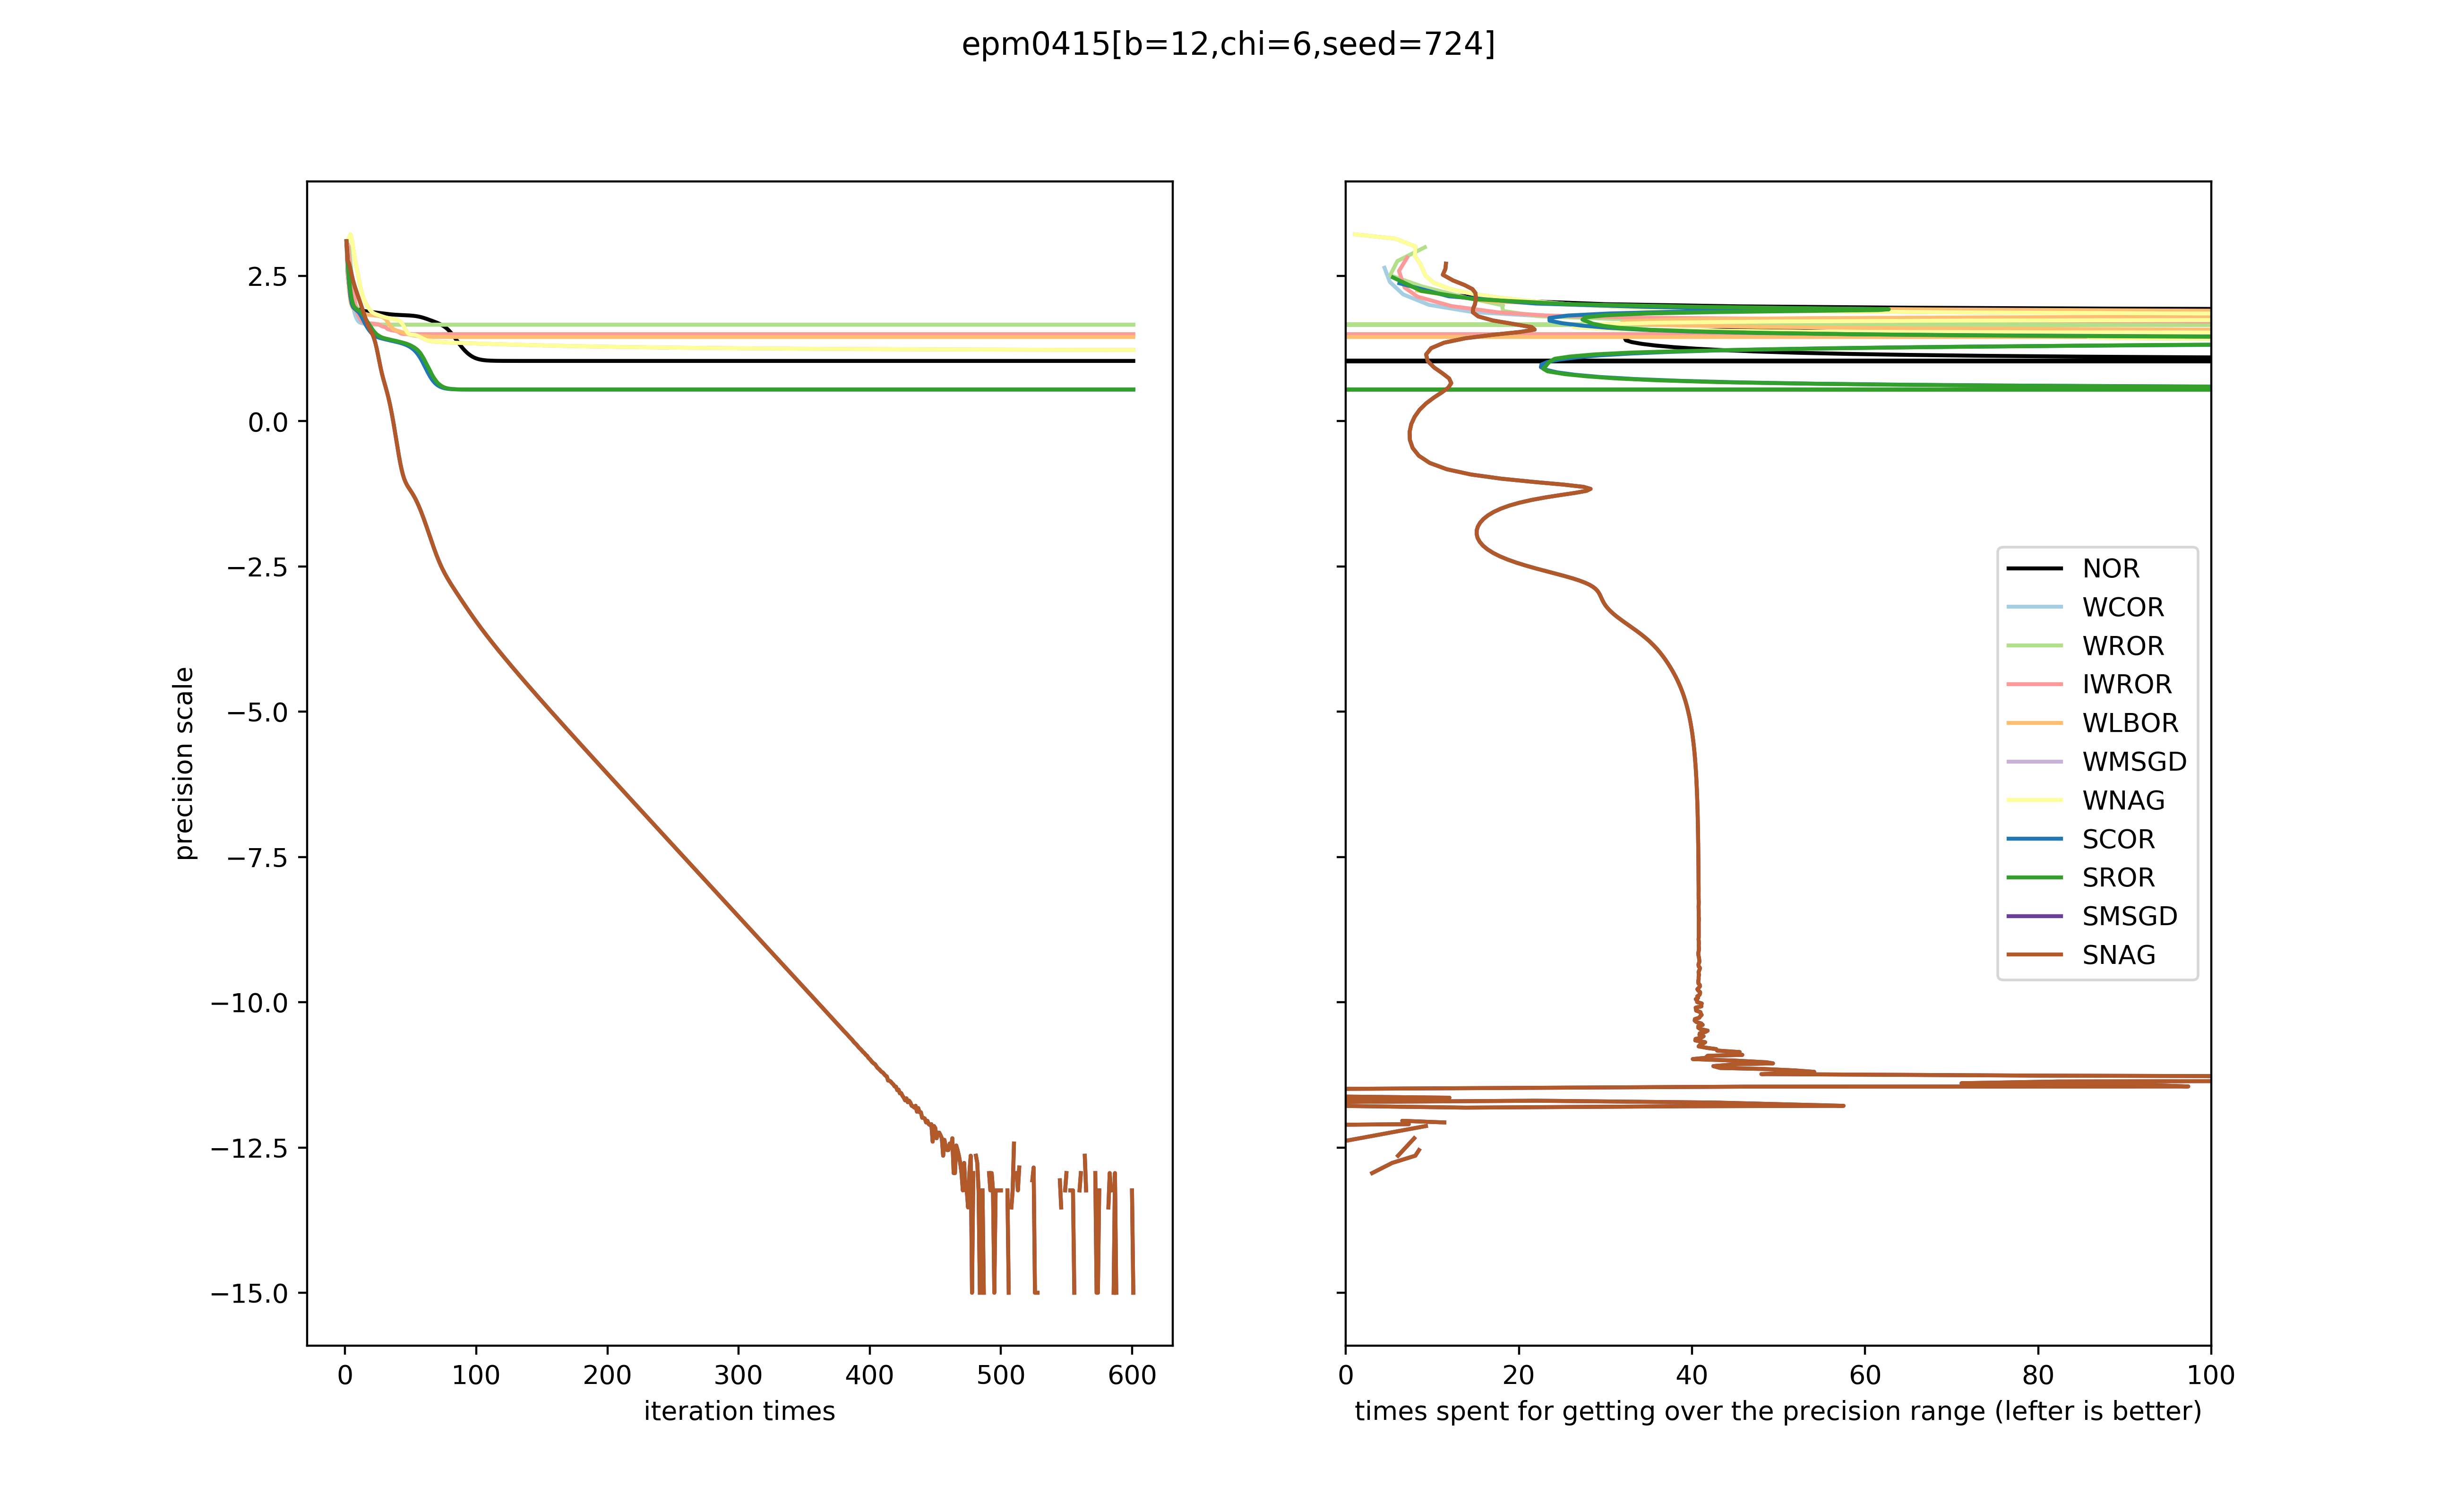 epm0415[b=12,chi=6,seed=724]
precision scale
2.5
0.0
−2.5
−5.0
−7.5
−10.0
−12.5
−15.0
0 100 200 300 400 500 600
iteration times
NOR
WCOR
WROR
IWROR
WLBOR
WMSGD
WNAG
SCOR
SROR
SMSGD
SNAG
0 20 40 60 80 100
times spent for getting over the precision range (lefter is better)